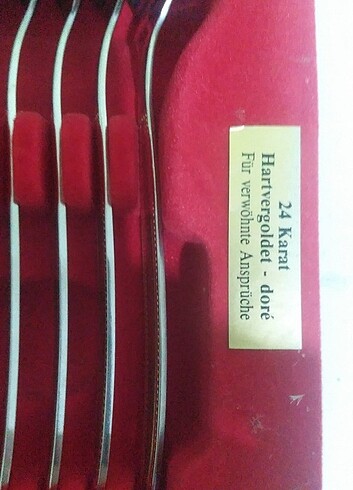 24 Karat
Hartvergoldet - doré
Für verwöhnte Ansprüche